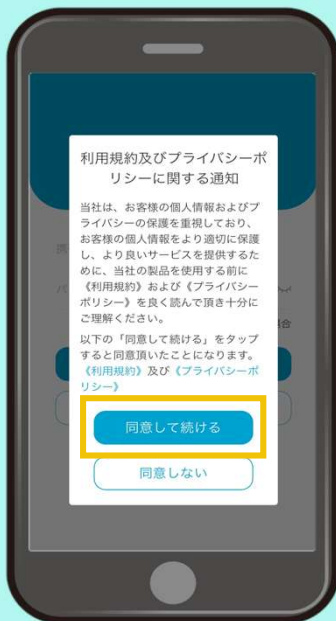 利用規約及びプライバシーポ
リシーに関する通知
当社は、お客様の個人情報およびプ
ライバシーの保護を重視しており、
お客様の個人情報をより適切に保護
し、より良いサービスを提供するた
めに、当社の製品を使用する前に
《利用規約》および《プライバシー
ポリシー》を良く読んで頂き十分に
ご理解ください。
以下の「同意して続ける」をタップ
すると同意頂いたことになります。
《利用規約》及び《プライバシーポ
リシー》
同意して続ける
同意しない